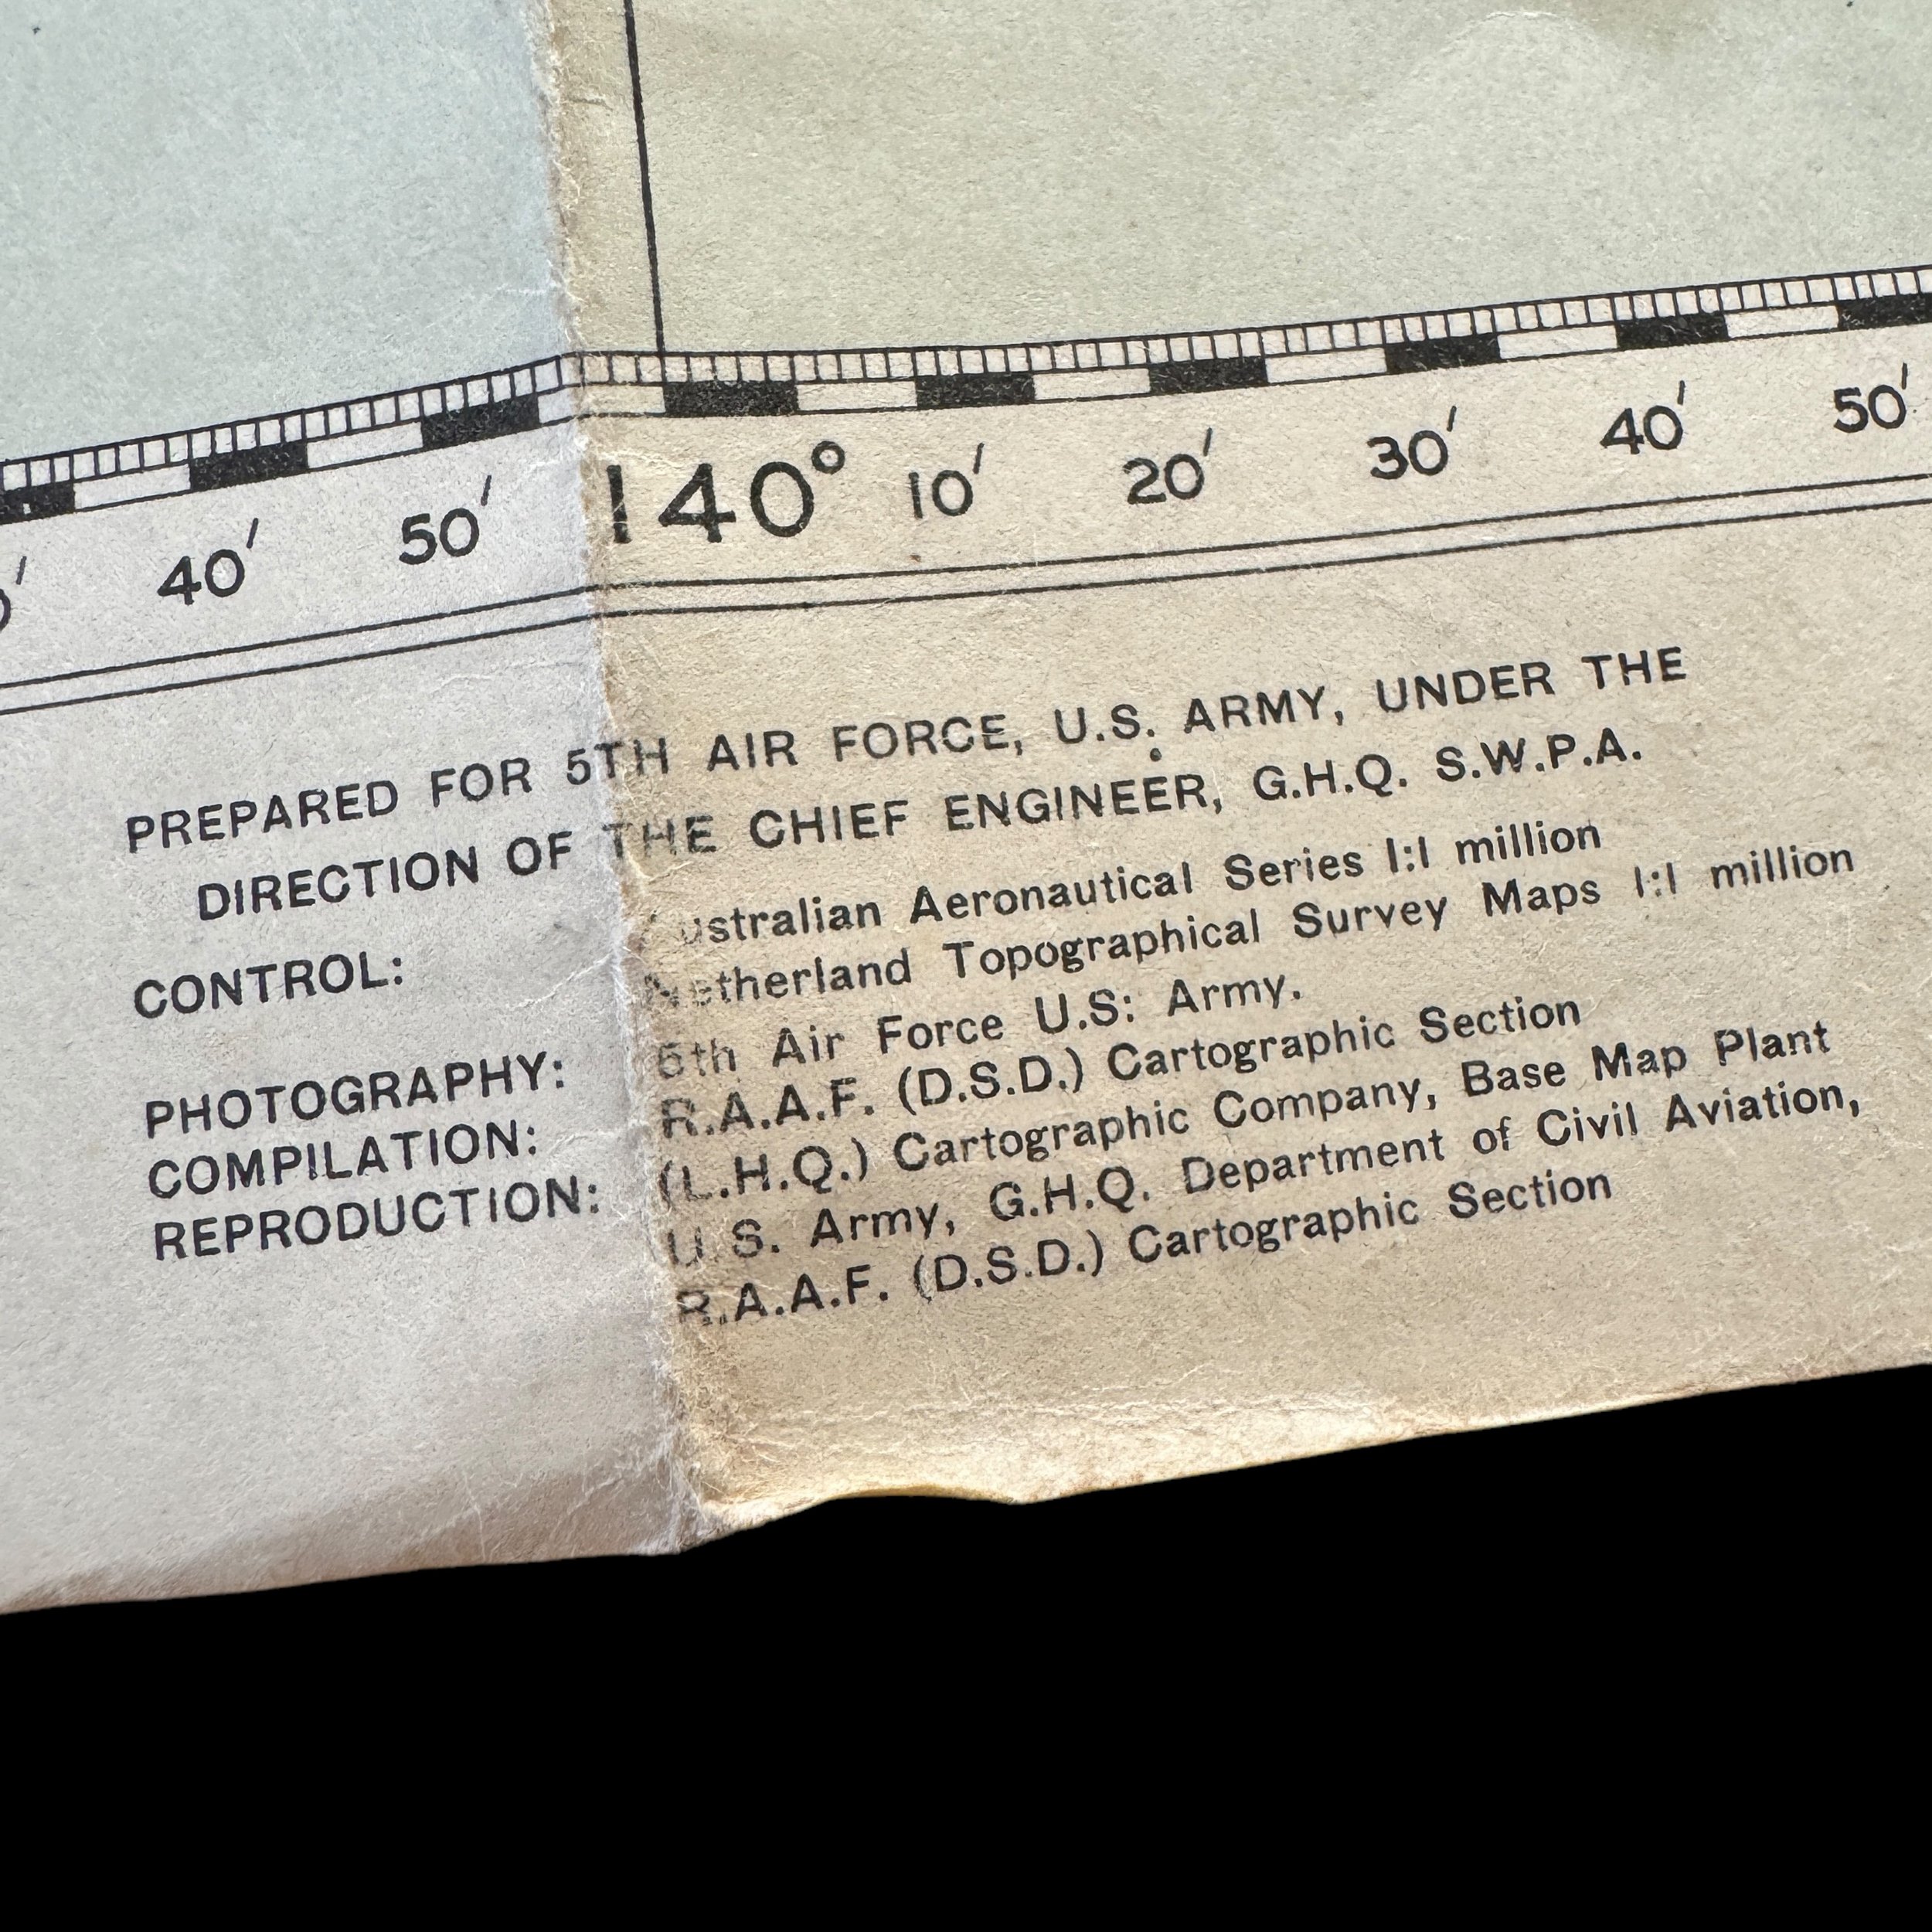 40′ 50′ 140° 10′ 20′ 30′ 40′ 50′
PREPARED FOR 5TH AIR FORCE, U.S. ARMY, UNDER THE
DIRECTION OF THE CHIEF ENGINEER, G.H.Q. S.W.P.A.
CONTROL: Australian Aeronautical Series 1:1 million
Netherland Topographical Survey Maps 1:1 million
PHOTOGRAPHY: 5th Air Force U.S: Army.
COMPILATION: R.A.A.F. (D.S.D.) Cartographic Section
REPRODUCTION: (L.H.Q.) Cartographic Company, Base Map Plant
U.S. Army, G.H.Q. Department of Civil Aviation,
R.A.A.F. (D.S.D.) Cartographic Section